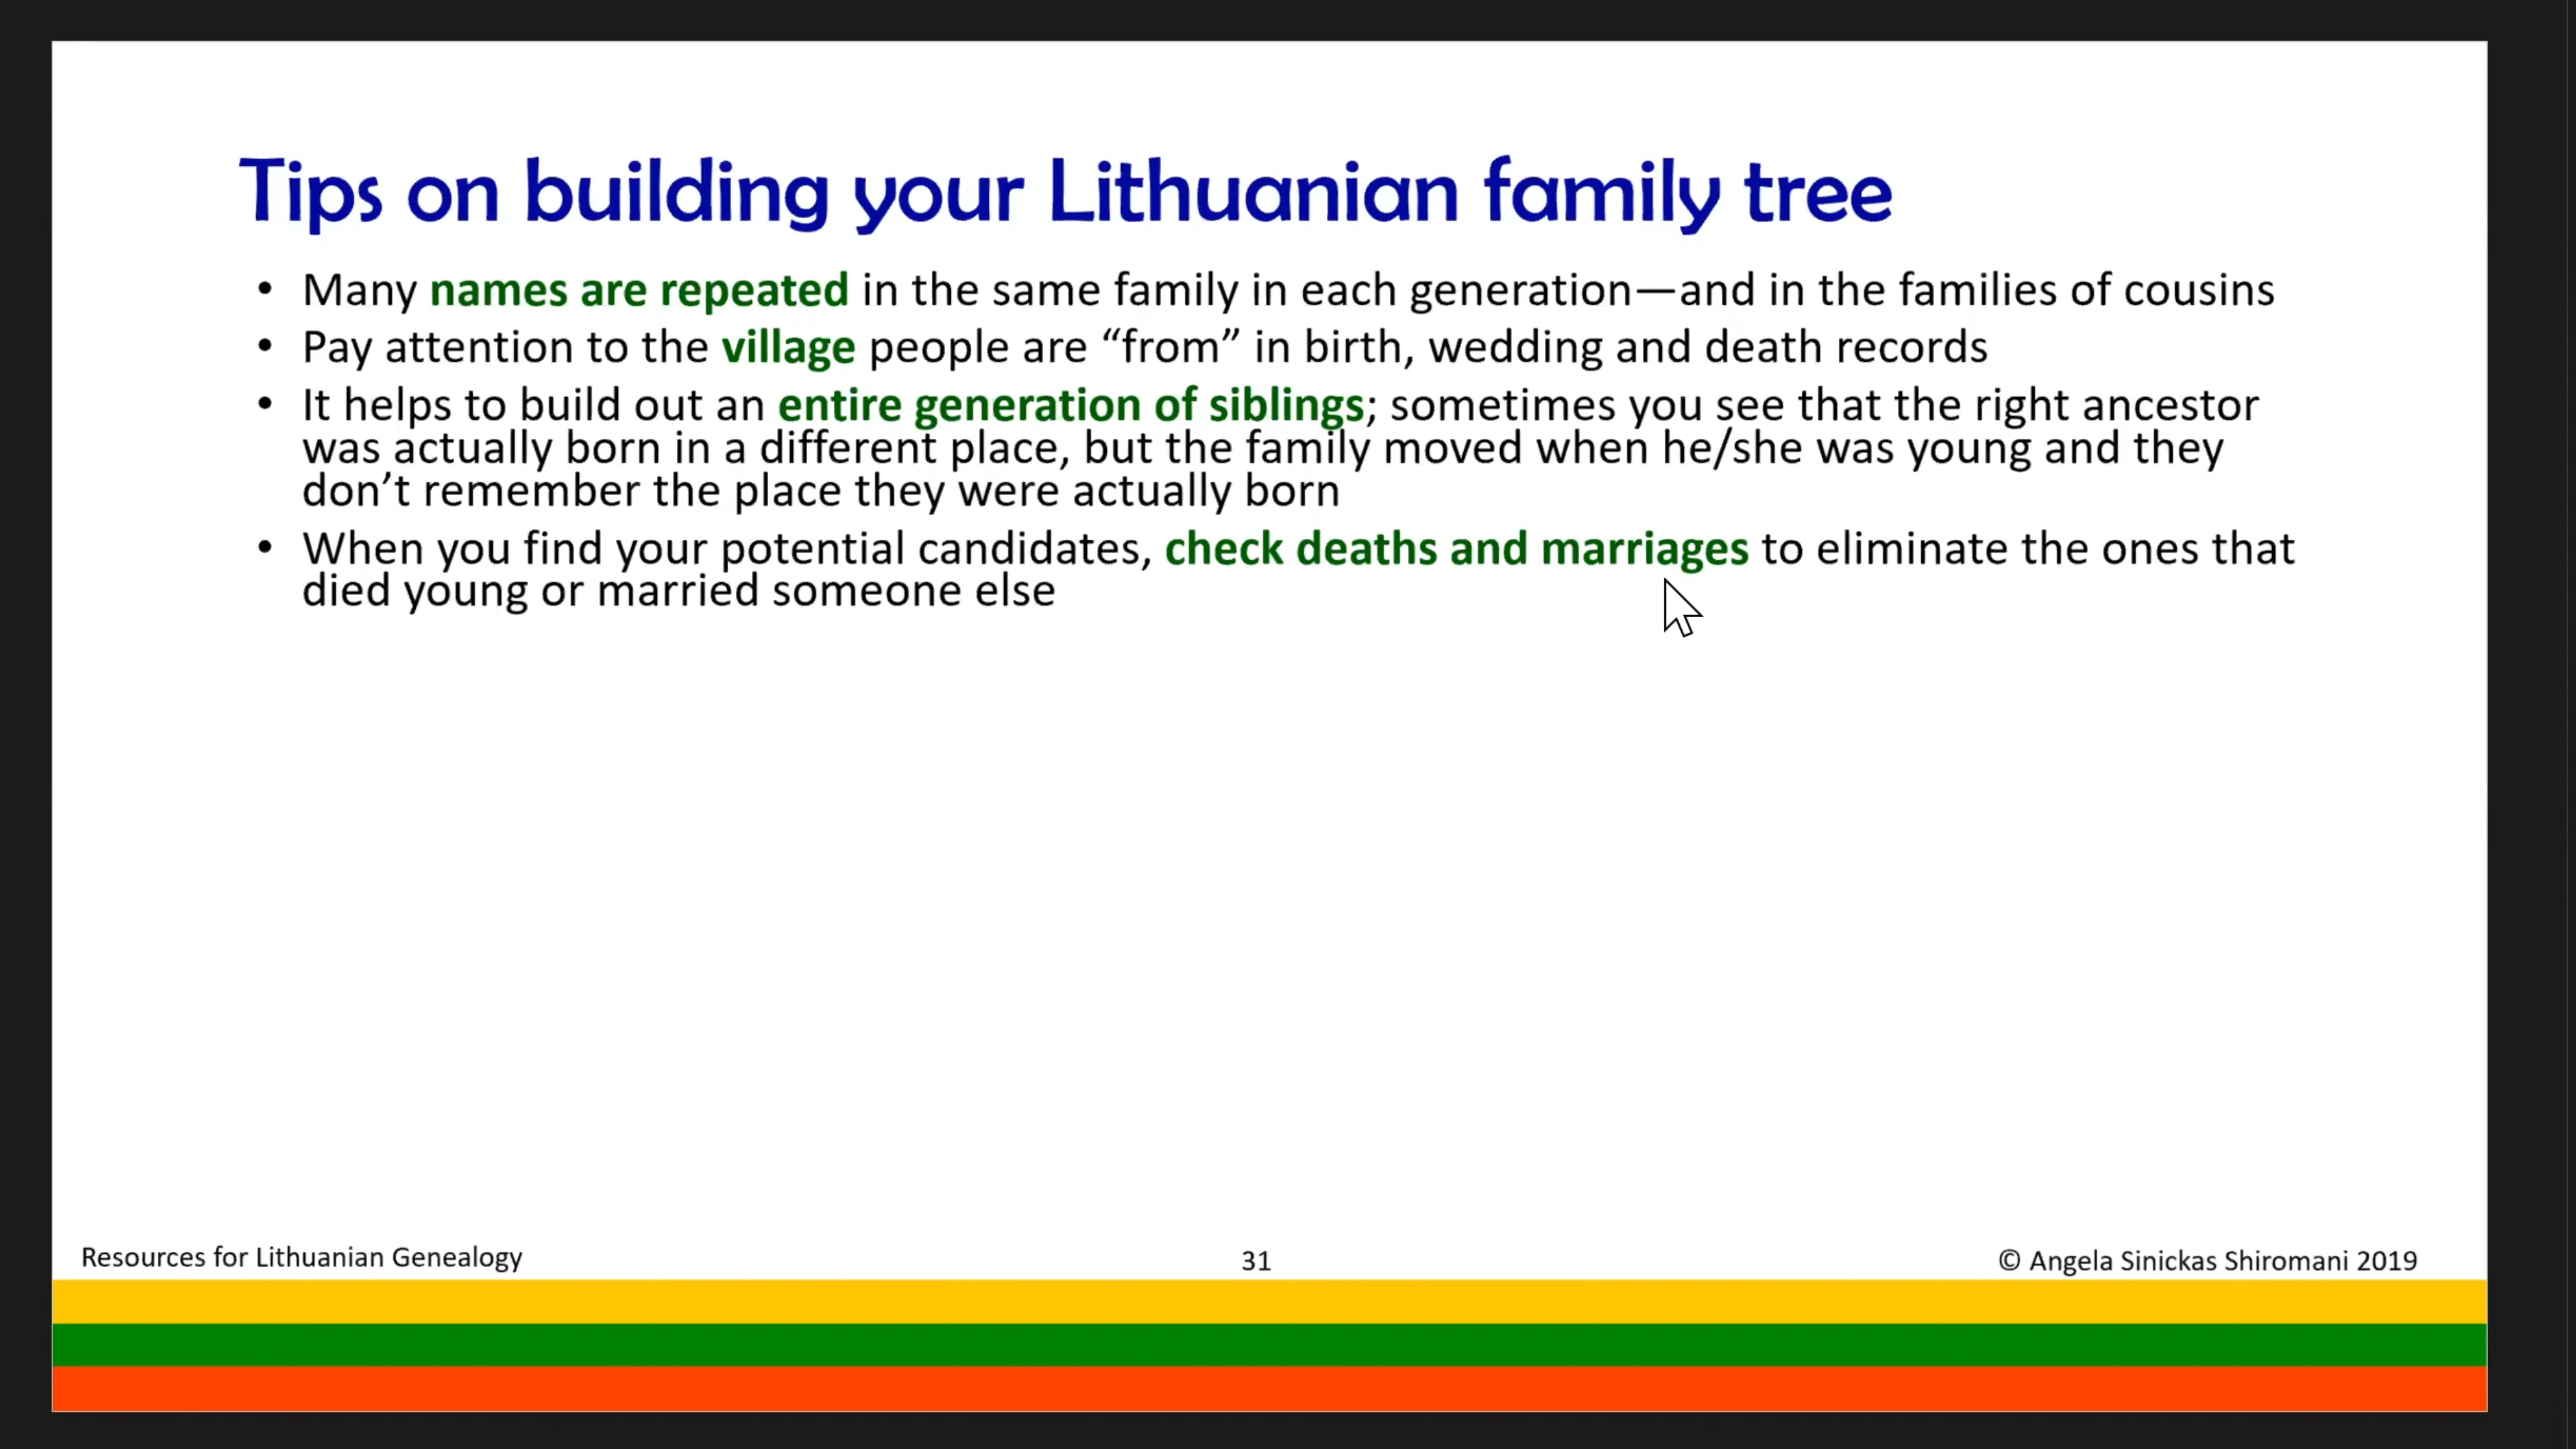 Tips on building your Lithuanian family tree
• Many names are repeated in the same family in each generation—and in the families of cousins
• Pay attention to the village people are “from” in birth, wedding and death records
• It helps to build out an entire generation of siblings; sometimes you see that the right ancestor
was actually born in a different place, but the family moved when he/she was young and they
don’t remember the place they were actually born
• When you find your potential candidates, check deaths and marriages to eliminate the ones that
died young or married someone else
Resources for Lithuanian Genealogy
31
© Angela Sinickas Shiromani 2019